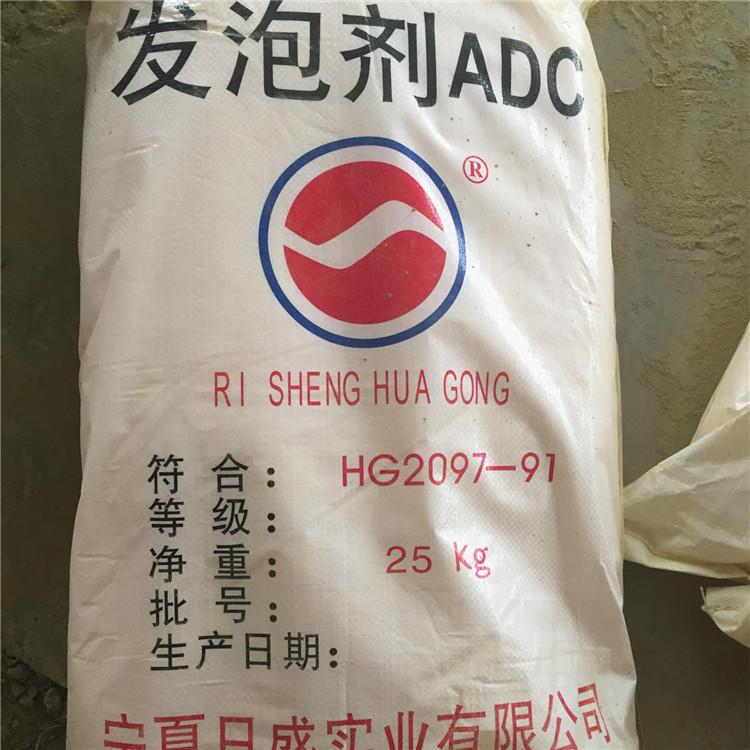 发泡剂ADC
®
RI SHENG HUA GONG
符合: HG2097-91
等级:
净重: 25 Kg
批号:
生产日期:
宁夏日盛实业有限公司